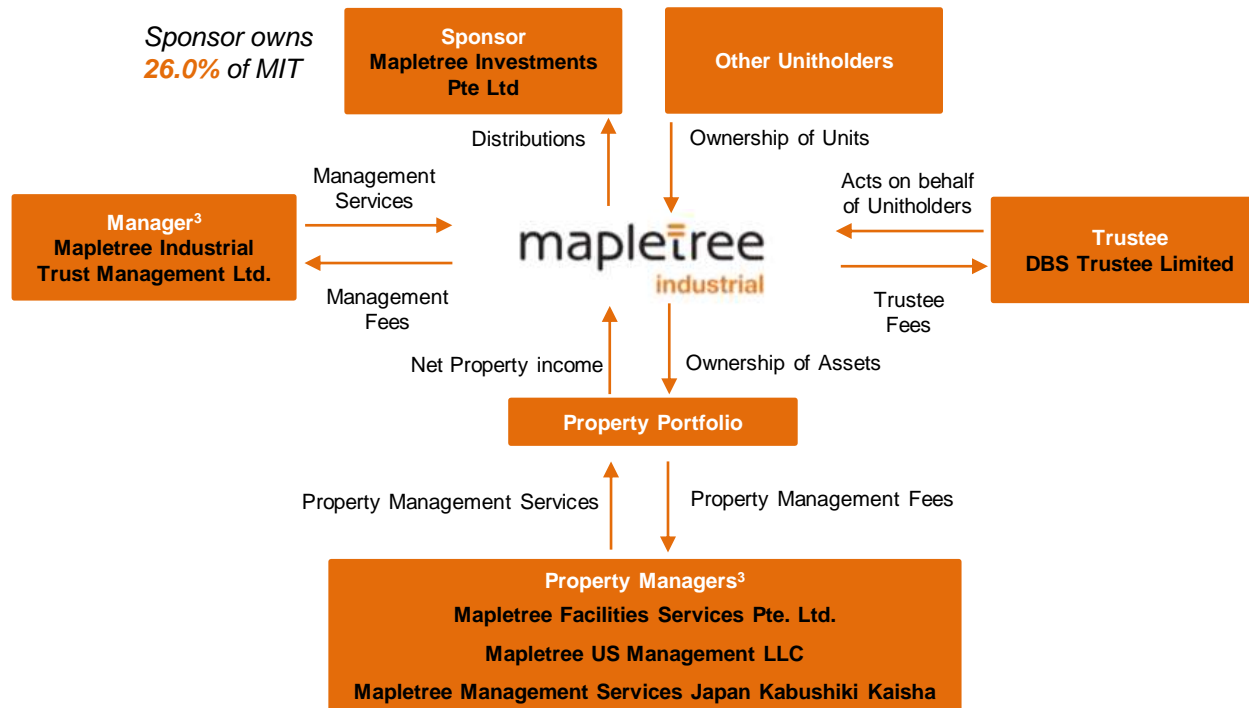 Sponsor owns
26.0% of MIT
Sponsor
Mapletree Investments
Pte Ltd
Other Unitholders
Distributions
Ownership of Units
Management
Services
Acts on behalf
of Unitholders
Manager³
Mapletree Industrial
Trust Management Ltd.
mapletree
industrial
Trustee
DBS Trustee Limited
Management
Fees
Trustee
Fees
Net Property income
Ownership of Assets
Property Portfolio
Property Management Services
Property Management Fees
Property Managers³
Mapletree Facilities Services Pte. Ltd.
Mapletree US Management LLC
Mapletree Management Services Japan Kabushiki Kaisha